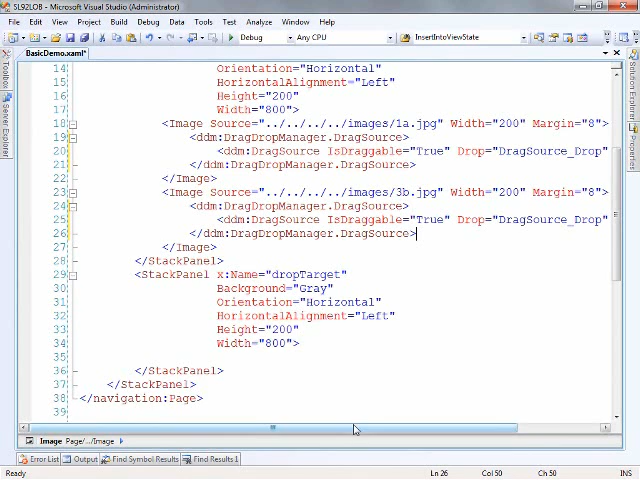 SL92LOB - Microsoft Visual Studio (Administrator)
File Edit View Project Build Debug Data Tools Test Analyze Window Help
Debug Any CPU InsertIntoViewState
BasicDemo.xaml*
Toolbox
Server Explorer
Solution Explorer
Properties
14 Orientation="Horizontal"
15 HorizontalAlignment="Left"
16 Height="200"
17 Width="800">
18 <Image Source="../../../../images/1a.jpg" Width="200" Margin="8">
19 <ddm:DragDropManager.DragSource>
20 <ddm:DragSource IsDraggable="True" Drop="DragSource_Drop"
21 </ddm:DragDropManager.DragSource>
22 </Image>
23 <Image Source="../../../../images/3b.jpg" Width="200" Margin="8">
24 <ddm:DragDropManager.DragSource>
25 <ddm:DragSource IsDraggable="True" Drop="DragSource_Drop"
26 </ddm:DragDropManager.DragSource>
27 </Image>
28 </StackPanel>
29 <StackPanel x:Name="dropTarget"
30 Background="Gray"
31 Orientation="Horizontal"
32 HorizontalAlignment="Left"
33 Height="200"
34 Width="800">
35
36 </StackPanel>
37 </StackPanel>
38 </navigation:Page>
39
Image Page/.../Image
Error List Output Find Symbol Results Find Results 1
Ready Ln 26 Col 50 Ch 50 INS